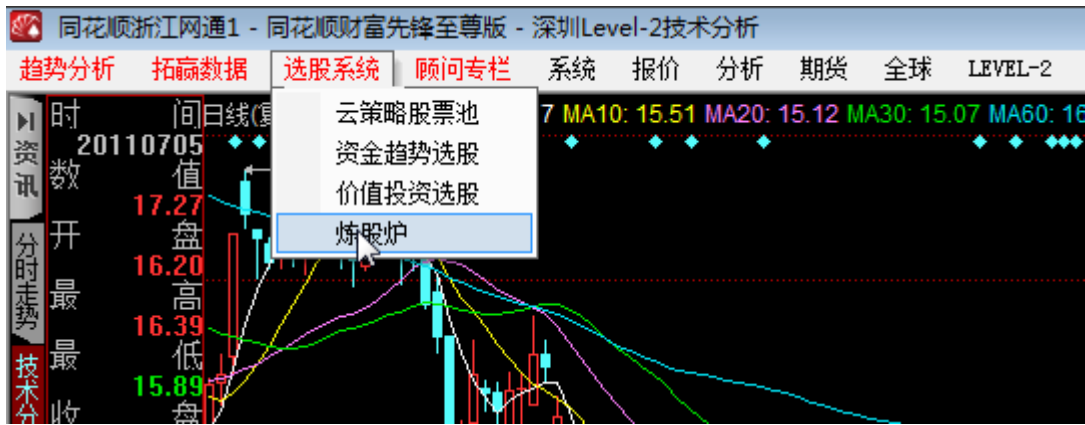 同花顺浙江网通1 - 同花顺财富先锋至尊版 - 深圳Level-2技术分析
趋势分析 拓赢数据 选股系统 顾问专栏 系统 报价 分析 期货 全球 LEVEL-2
云策略股票池
资金趋势选股
价值投资选股
炼股炉
日线(复
7 MA10: 15.51 MA20: 15.12 MA30: 15.07 MA60: 16
资讯
分时走势
技术分
时间
20110705
数值
17.27
开盘
16.20
最高
16.39
最低
15.89
收盘